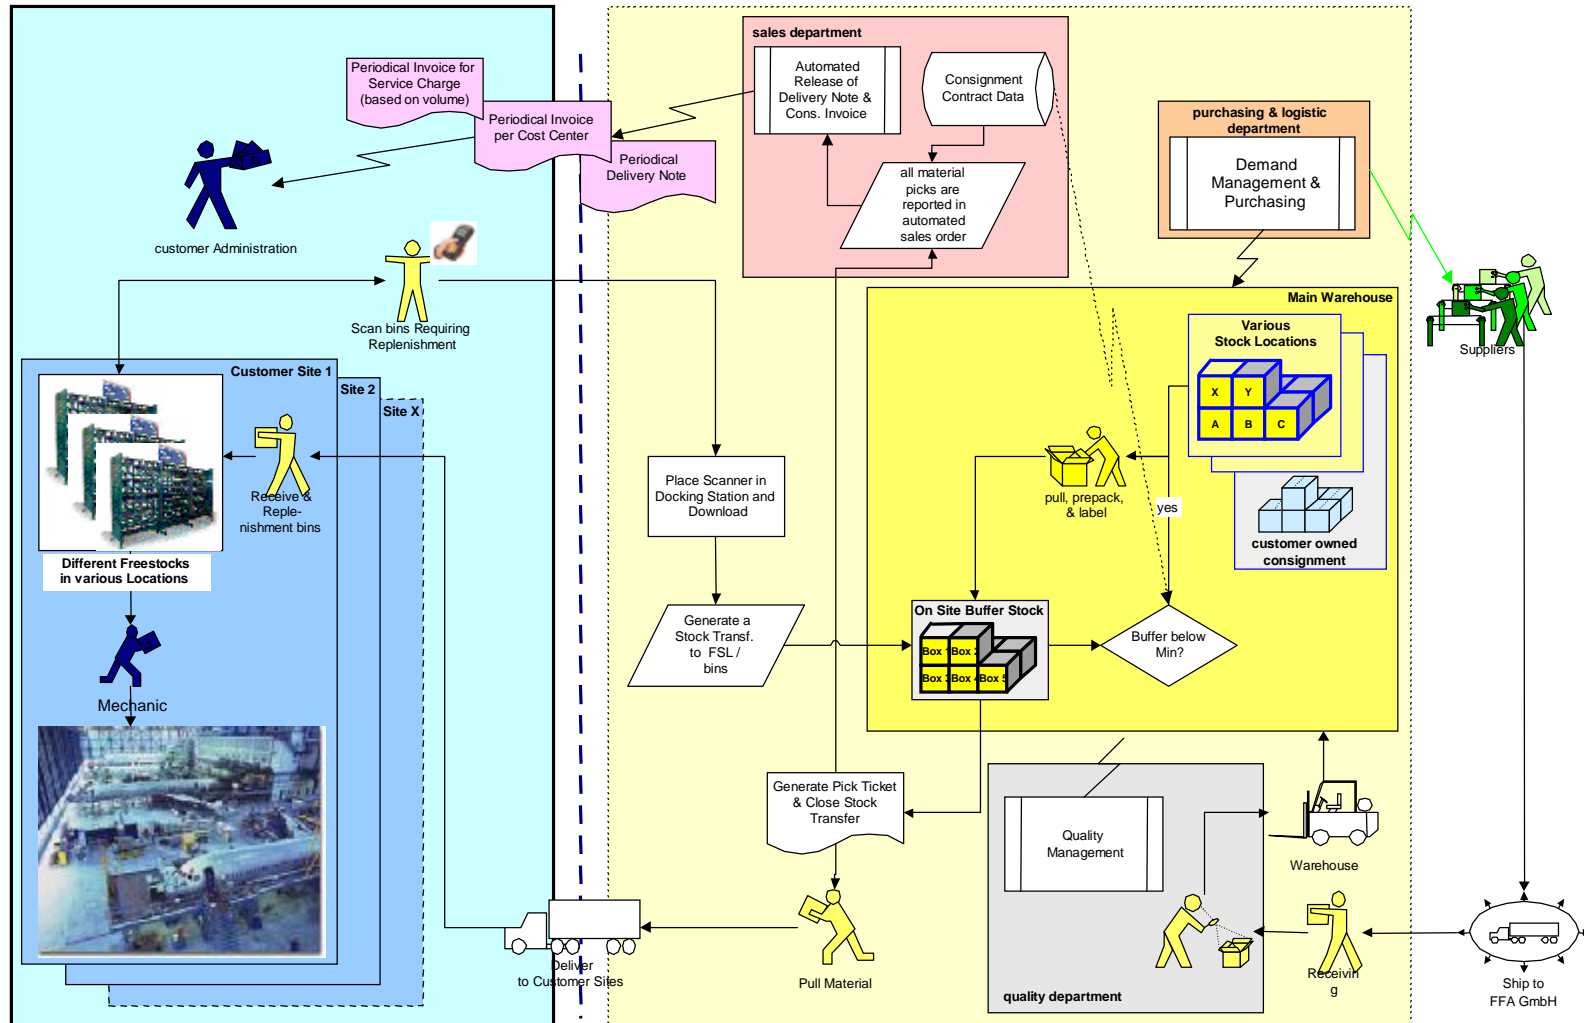 sales department
Automated
Release of
Delivery Note &
Cons. Invoice
Consignment
Contract Data
all material
picks are
reported in
automated
sales order
Periodical Invoice for
Service Charge
(based on volume)
Periodical Invoice
per Cost Center
Periodical
Delivery Note
customer Administration
purchasing & logistic
department
Demand
Management &
Purchasing
Suppliers
Scan bins Requiring
Replenishment
Customer Site 1
Site 2
Site X
Receive &
Reple-
nishment bins
Different Freestocks
in various Locations
Mechanic
Place Scanner in
Docking Station and
Download
Generate a
Stock Transf.
to FSL /
bins
Main Warehouse
Various
Stock Locations
X
Y
A
B
C
customer owned
consignment
pull, prepack,
& label
yes
On Site Buffer Stock
Box
Box 2
Box
Box
Box 5
Buffer below
Min?
Generate Pick Ticket
& Close Stock
Transfer
Pull Material
Deliver
to Customer Sites
Quality
Management
quality department
Warehouse
Receivin
g
Ship to
FFA GmbH